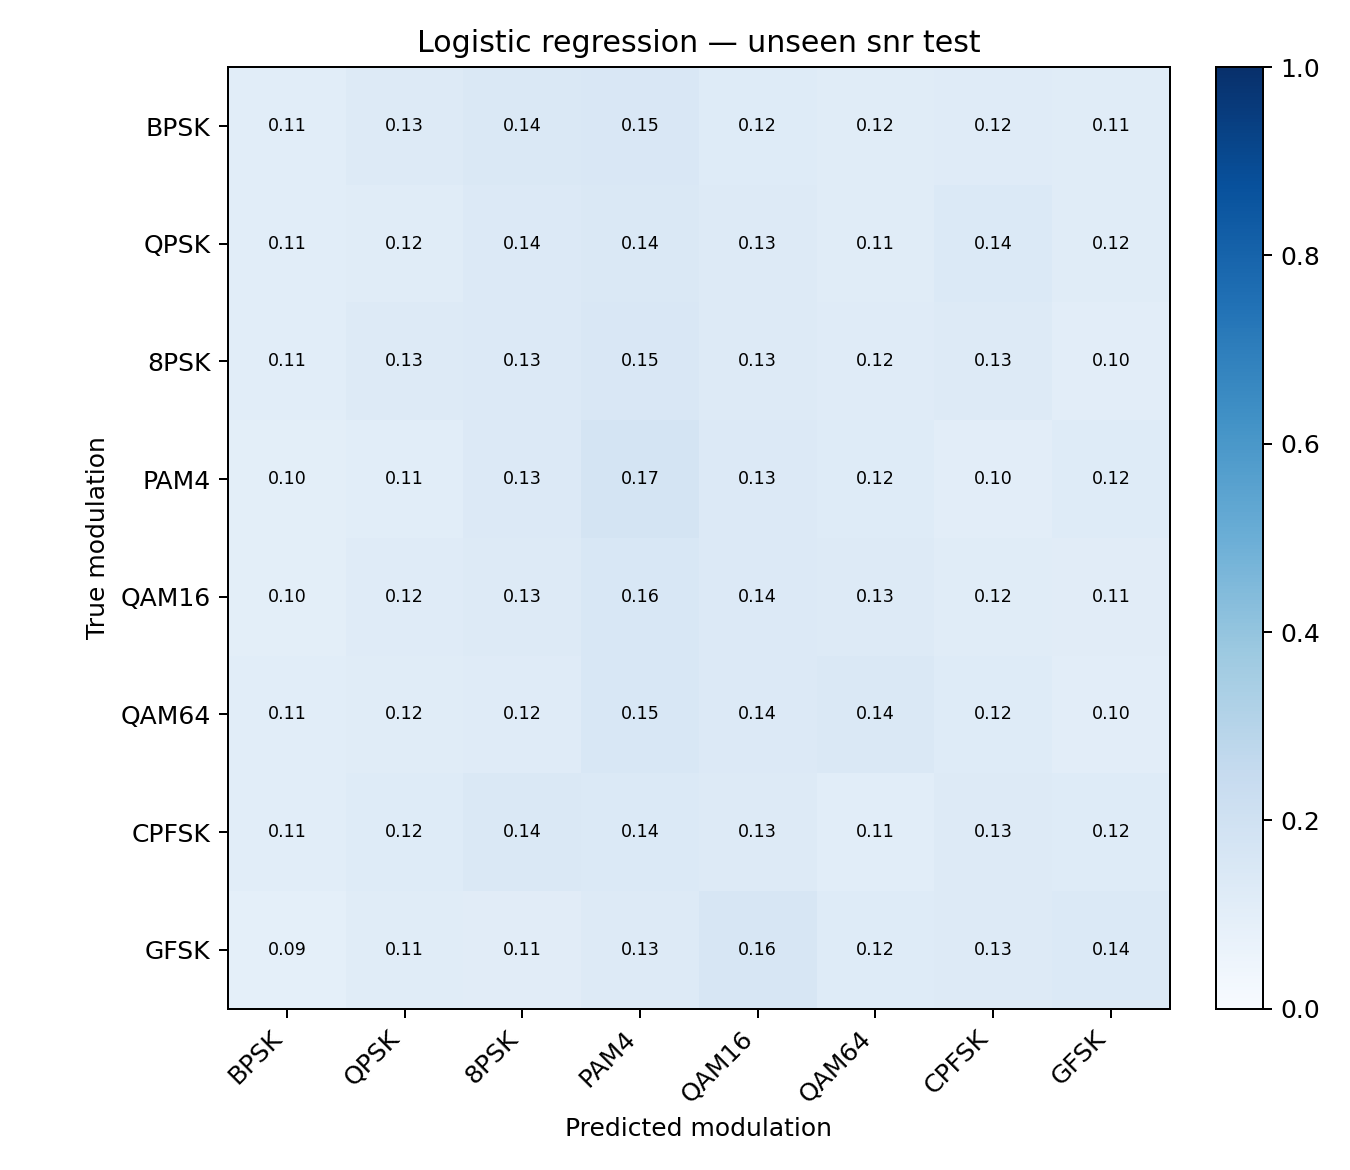 Logistic regression — unseen snr test
BPSK 0.11 0.13 0.14 0.15 0.12 0.12 0.12 0.11
QPSK 0.11 0.12 0.14 0.14 0.13 0.11 0.14 0.12
8PSK 0.11 0.13 0.13 0.15 0.13 0.12 0.13 0.10
PAM4 0.10 0.11 0.13 0.17 0.13 0.12 0.10 0.12
QAM16 0.10 0.12 0.13 0.16 0.14 0.13 0.12 0.11
QAM64 0.11 0.12 0.12 0.15 0.14 0.14 0.12 0.10
CPFSK 0.11 0.12 0.14 0.14 0.13 0.11 0.13 0.12
GFSK 0.09 0.11 0.11 0.13 0.16 0.12 0.13 0.14
True modulation
BPSK QPSK 8PSK PAM4 QAM16 QAM64 CPFSK GFSK
Predicted modulation
1.0
0.8
0.6
0.4
0.2
0.0